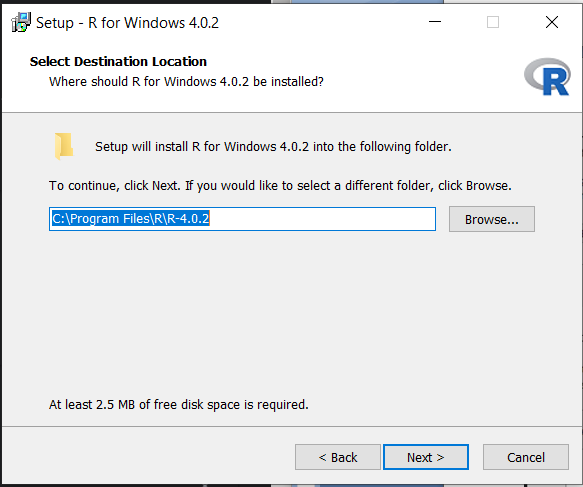 Setup - R for Windows 4.0.2
Select Destination Location
Where should R for Windows 4.0.2 be installed?
R
Setup will install R for Windows 4.0.2 into the following folder.
To continue, click Next. If you would like to select a different folder, click Browse.
C:\Program Files\R\R-4.0.2
Browse...
At least 2.5 MB of free disk space is required.
< Back
Next >
Cancel